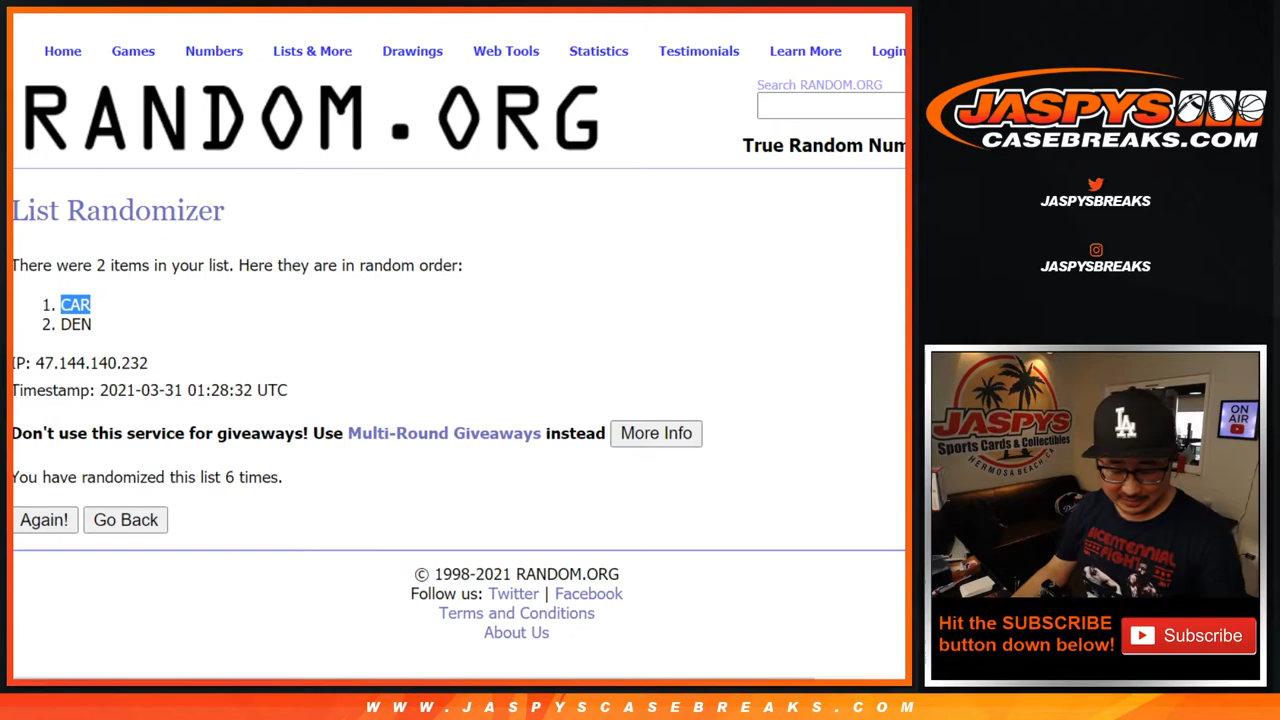 Home Games Numbers Lists & More Drawings Web Tools Statistics Testimonials Learn More Login
RANDOM.ORG
Search RANDOM.ORG
True Random Num
List Randomizer
There were 2 items in your list. Here they are in random order:
1. CAR
2. DEN
IP: 47.144.140.232
Timestamp: 2021-03-31 01:28:32 UTC
Don't use this service for giveaways! Use Multi-Round Giveaways instead More Info
You have randomized this list 6 times.
Again! Go Back
© 1998-2021 RANDOM.ORG
Follow us: Twitter | Facebook
Terms and Conditions
About Us
JASPYS
CASEBREAKS.COM
JASPYSBREAKS
JASPYSBREAKS
JASPYS
Sports Cards & Collectibles
HERMOSA BEACH, CA
ON
AIR
LA
BICENTENNIAL
FIGHT
Hit the SUBSCRIBE
button down below!
Subscribe
WWW.JASPYSCASEBREAKS.COM